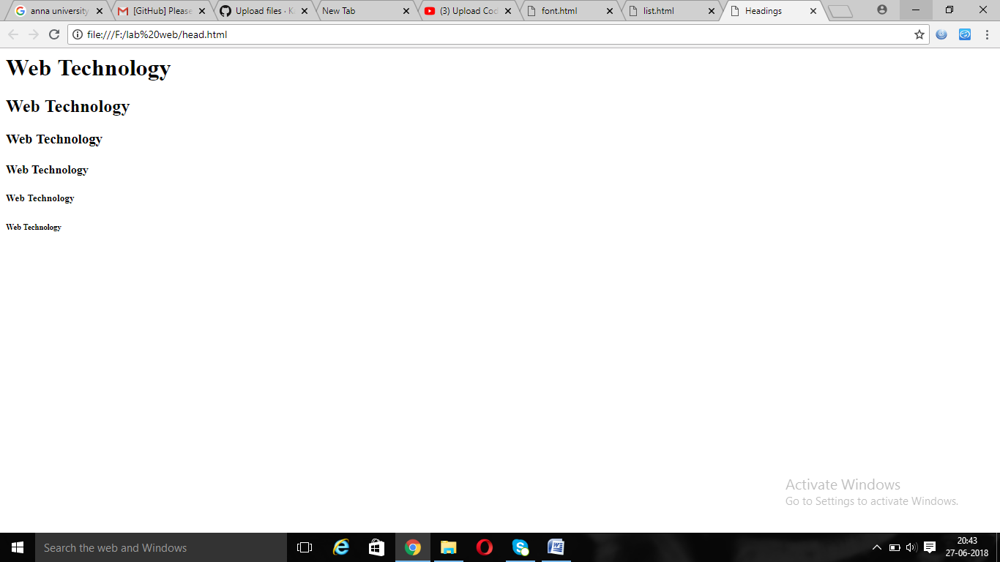 anna university
[GitHub] Please
Upload files · K
New Tab
(3) Upload Cod
font.html
list.html
Headings
file:///F:/lab%20web/head.html
Web Technology
Web Technology
Web Technology
Web Technology
Web Technology
Web Technology
Activate Windows
Go to Settings to activate Windows.
Search the web and Windows
20:43
27-06-2018